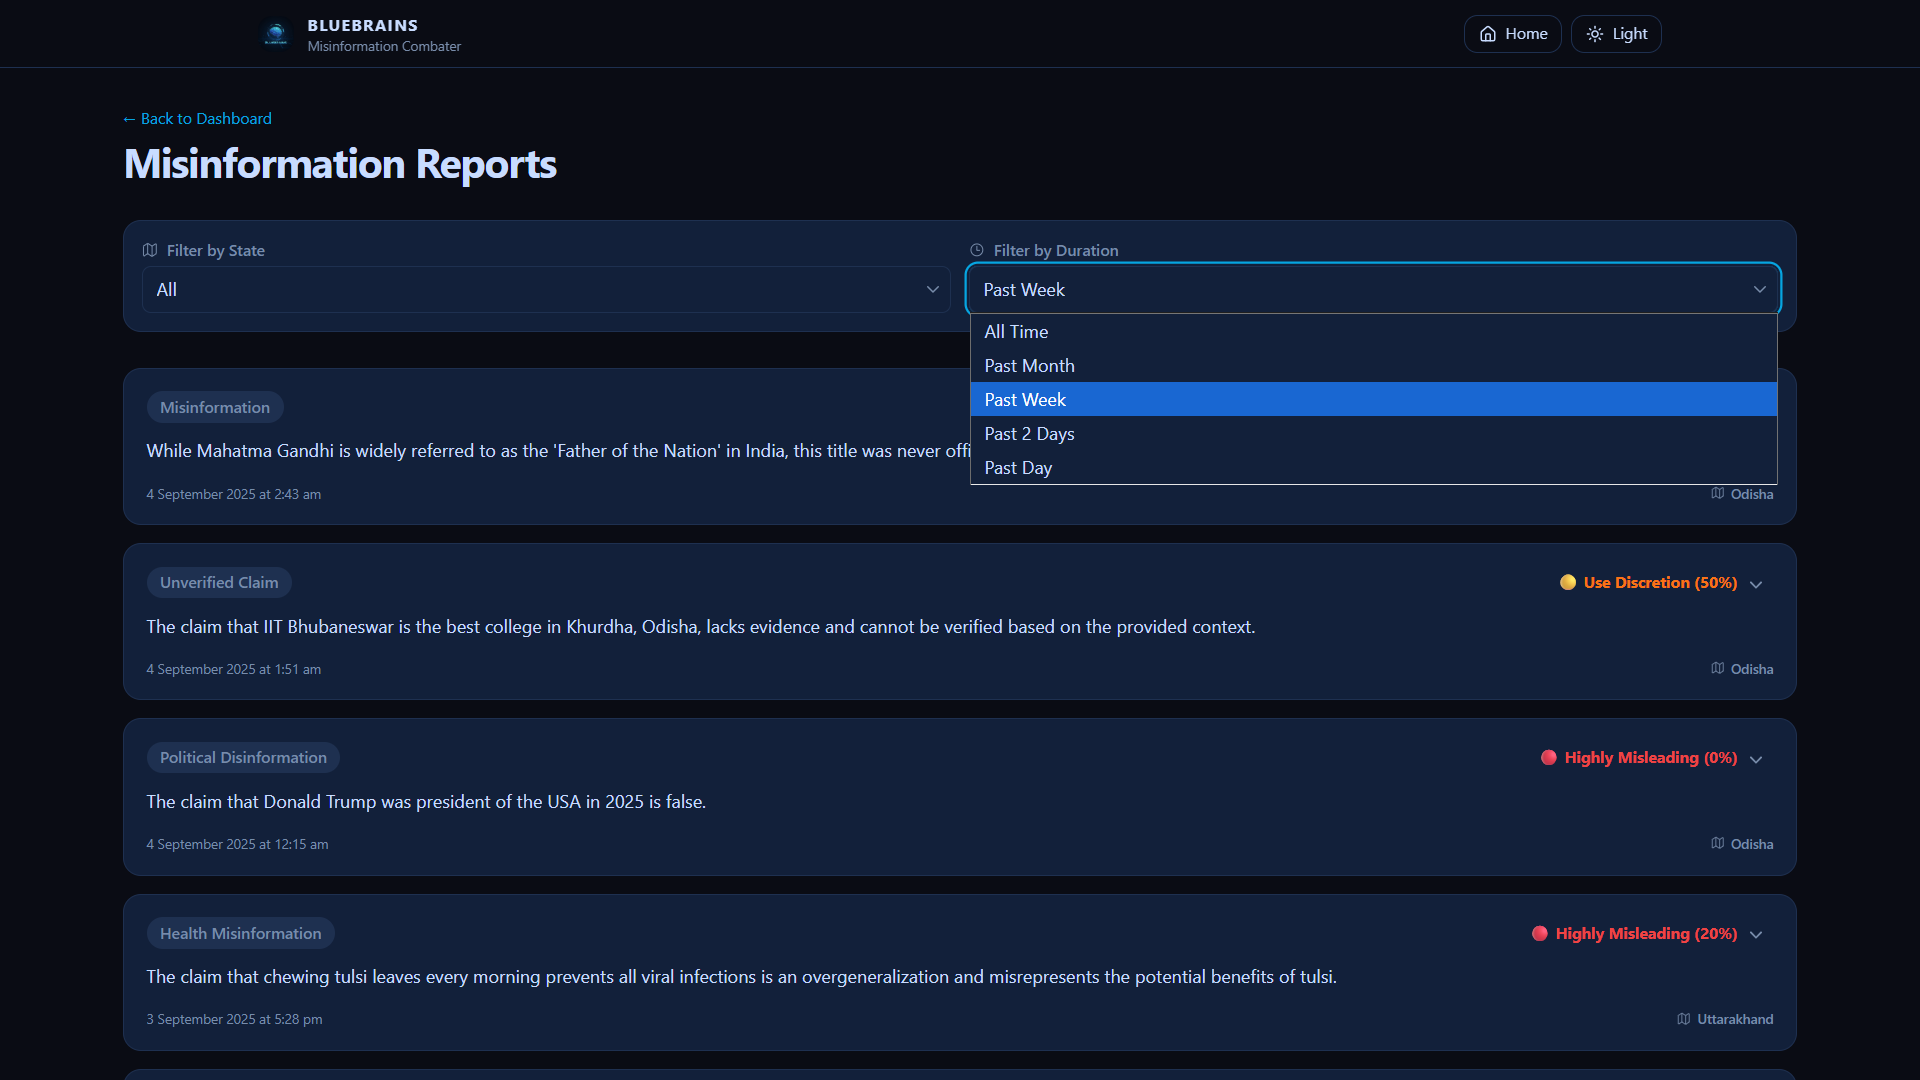 BLUEBRAINS
Misinformation Combater
Home
Light
← Back to Dashboard
Misinformation Reports
Filter by State
All
Filter by Duration
Past Week
All Time
Past Month
Past Week
Past 2 Days
Past Day
Misinformation
While Mahatma Gandhi is widely referred to as the 'Father of the Nation' in India, this title was never offi
4 September 2025 at 2:43 am
Odisha
Unverified Claim
Use Discretion (50%)
The claim that IIT Bhubaneswar is the best college in Khurdha, Odisha, lacks evidence and cannot be verified based on the provided context.
4 September 2025 at 1:51 am
Odisha
Political Disinformation
Highly Misleading (0%)
The claim that Donald Trump was president of the USA in 2025 is false.
4 September 2025 at 12:15 am
Odisha
Health Misinformation
Highly Misleading (20%)
The claim that chewing tulsi leaves every morning prevents all viral infections is an overgeneralization and misrepresents the potential benefits of tulsi.
3 September 2025 at 5:28 pm
Uttarakhand